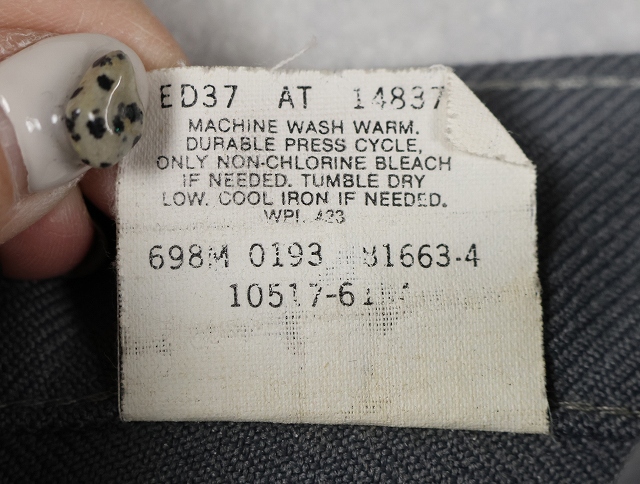 ED37 AT 14837
MACHINE WASH WARM.
DURABLE PRESS CYCLE,
ONLY NON-CHLORINE BLEACH
IF NEEDED. TUMBLE DRY
LOW. COOL IRON IF NEEDED.
WPL 433
698M 0193